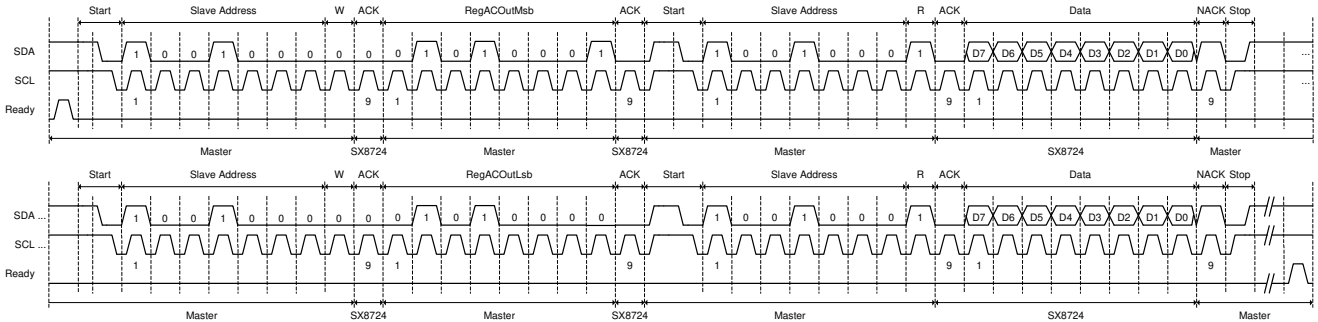 Start Slave Address W ACK RegACOutMsb ACK Start Slave Address R ACK Data NACK Stop
SDA 1 0 0 1 0 0 0 0 0 0 1 0 1 0 0 0 1 1 0 0 1 0 0 0 1 D7 D6 D5 D4 D3 D2 D1 D0 ...
SCL ...
1 9 1 9 1 9 1 9
Ready
Master SX8724 Master SX8724 Master SX8724 Master
Start Slave Address W ACK RegACOutLsb ACK Start Slave Address R ACK Data NACK Stop
SDA ... 1 0 0 1 0 0 0 0 0 0 1 0 1 0 0 0 0 1 0 0 1 0 0 0 1 D7 D6 D5 D4 D3 D2 D1 D0
SCL ...
1 9 1 9 1 9 1 9
Ready
Master SX8724 Master SX8724 Master SX8724 Master